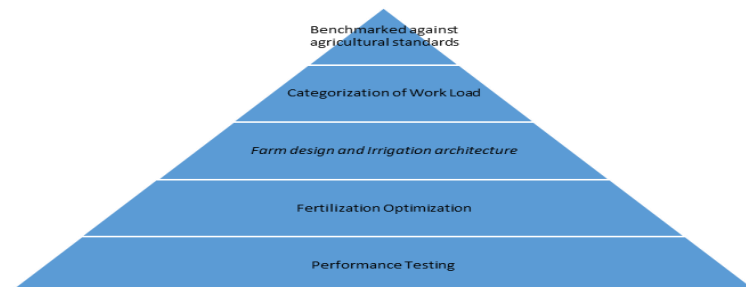 Benchmarked against
agricultural standards
Categorization of Work Load
Farm design and Irrigation architecture
Fertilization Optimization
Performance Testing